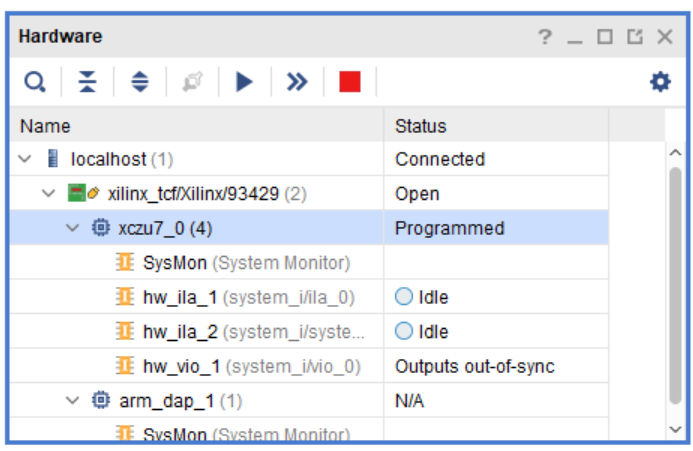 Hardware
Name Status
localhost (1) Connected
xilinx_tcf/Xilinx/93429 (2) Open
xczu7_0 (4) Programmed
SysMon (System Monitor)
hw_ila_1 (system_i/ila_0) Idle
hw_ila_2 (system_i/syste... Idle
hw_vio_1 (system_i/vio_0) Outputs out-of-sync
arm_dap_1 (1) N/A
SysMon (System Monitor)